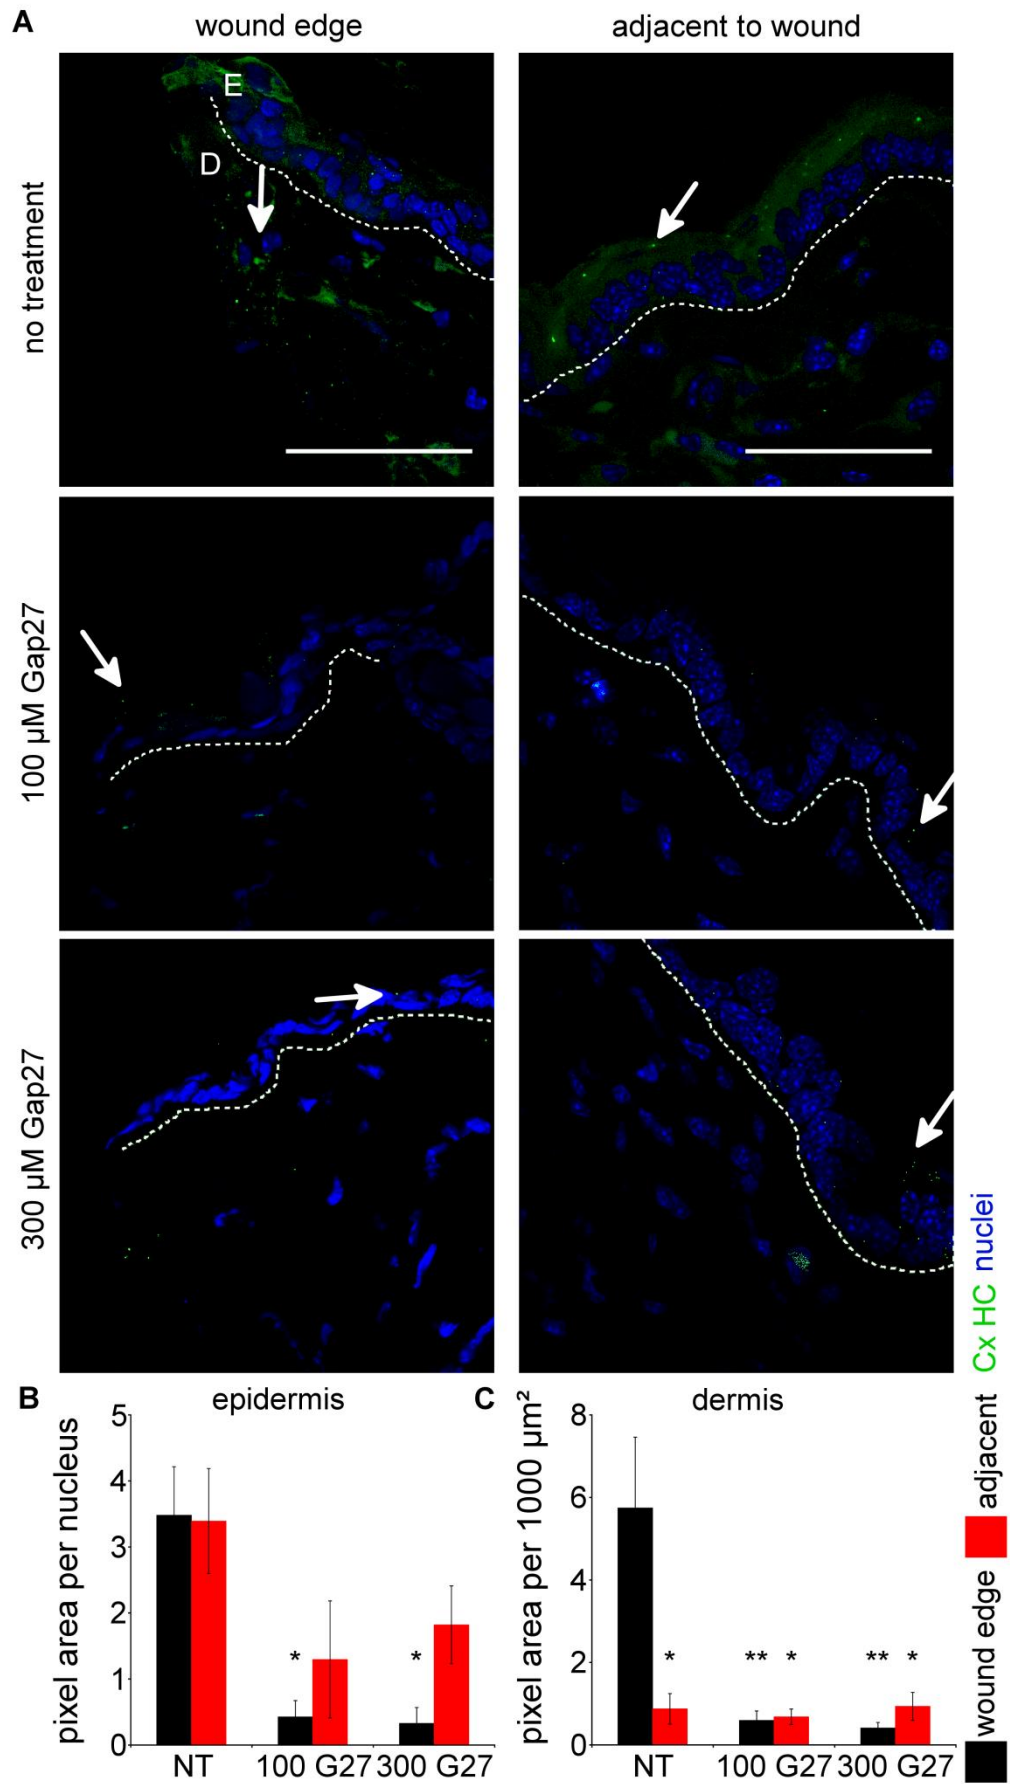 A
wound edge
adjacent to wound
no treatment
E
D
100 µM Gap27
300 µM Gap27
Cx HC nuclei
B
epidermis
pixel area per nucleus
5
4
3
2
1
0
*
*
NT
100 G27
300 G27
C
dermis
pixel area per 1000 µm²
8
6
4
2
0
*
**
*
**
*
NT
100 G27
300 G27
wound edge
adjacent